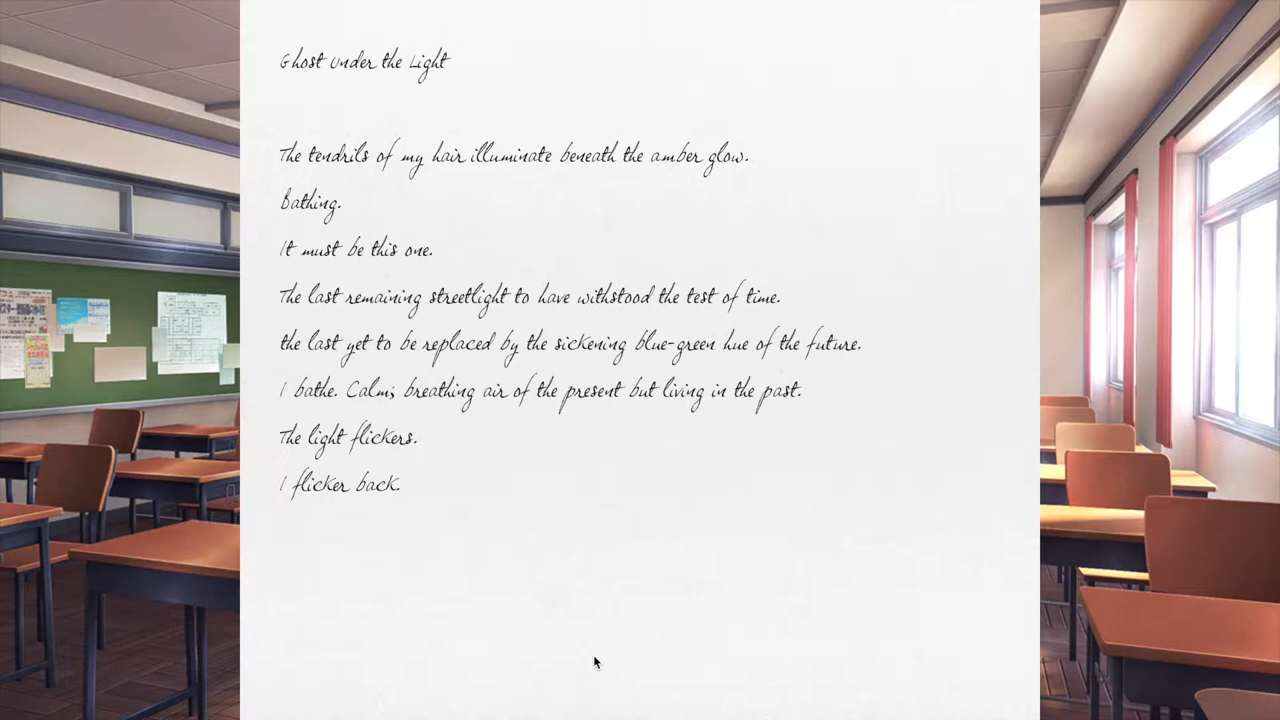 Ghost Under the Light
The tendrils of my hair illuminate beneath the amber glow.
Bathing.
It must be this one.
The last remaining streetlight to have withstood the test of time.
the last yet to be replaced by the sickening blue-green hue of the future.
I bathe. Calm; breathing air of the present but living in the past.
The light flickers.
I flicker back.